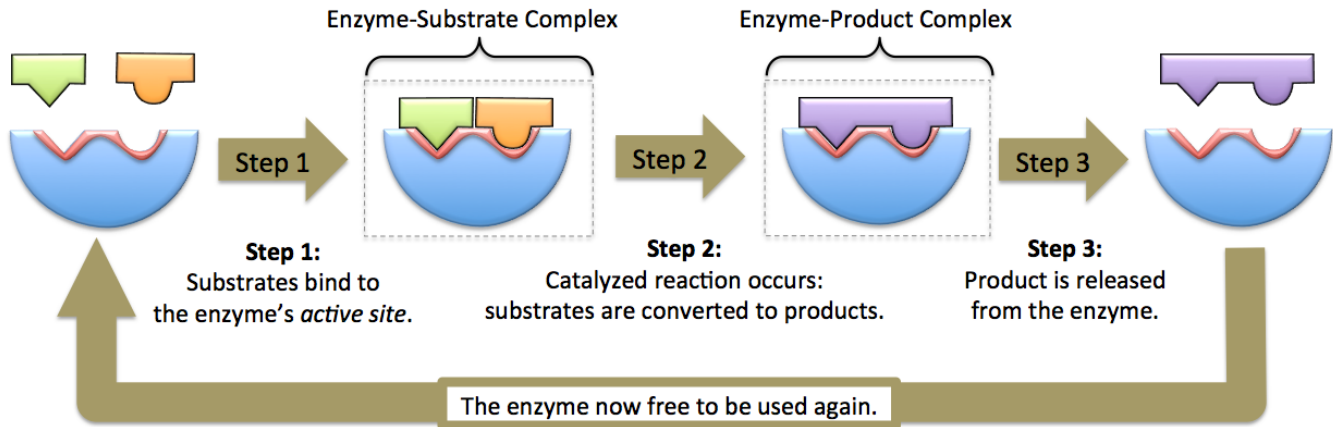 Enzyme-Substrate Complex
Enzyme-Product Complex
Step 1
Step 2
Step 3
Step 1:
Substrates bind to
the enzyme’s active site.
Step 2:
Catalyzed reaction occurs:
substrates are converted to products.
Step 3:
Product is released
from the enzyme.
The enzyme now free to be used again.